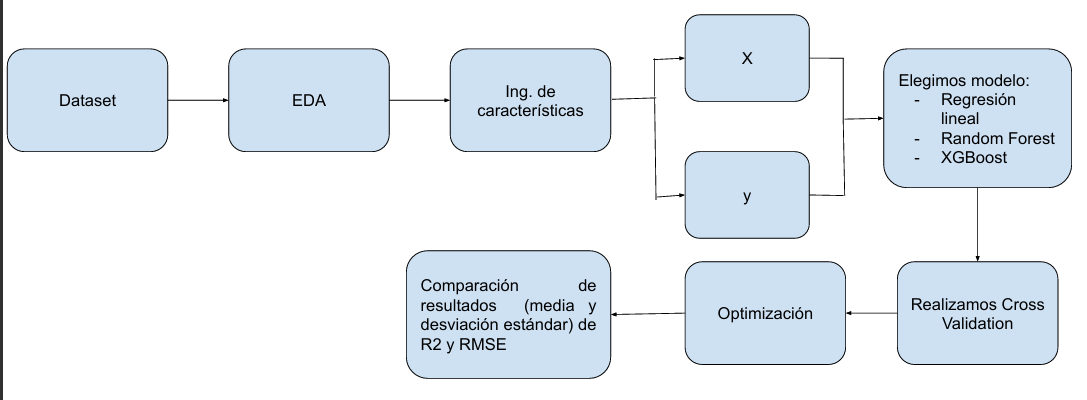 Dataset
EDA
Ing. de
características
X
y
Elegimos modelo:
- Regresión
lineal
- Random Forest
- XGBoost
Realizamos Cross
Validation
Optimización
Comparación de
resultados (media y
desviación estándar) de
R2 y RMSE